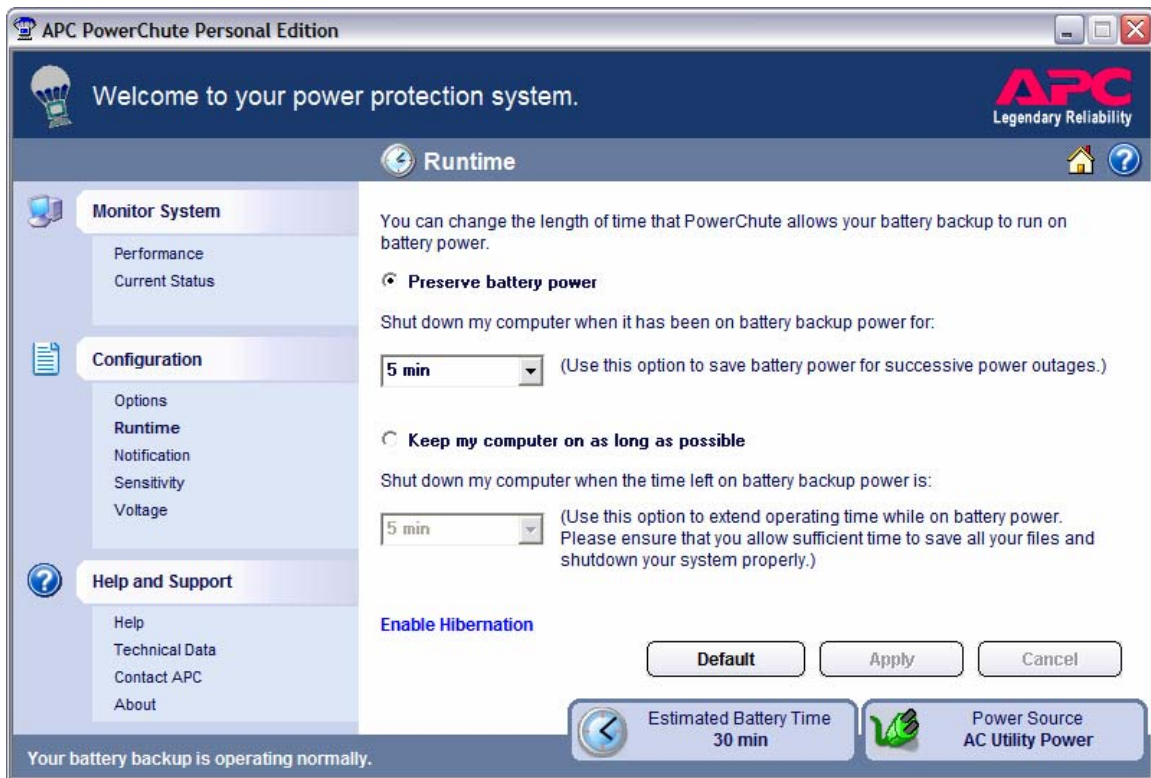 APC PowerChute Personal Edition
Welcome to your power protection system.
APC
Legendary Reliability
Runtime
Monitor System
Performance
Current Status
Configuration
Options
Runtime
Notification
Sensitivity
Voltage
Help and Support
Help
Technical Data
Contact APC
About
You can change the length of time that PowerChute allows your battery backup to run on
battery power.
Preserve battery power
Shut down my computer when it has been on battery backup power for:
5 min
(Use this option to save battery power for successive power outages.)
Keep my computer on as long as possible
Shut down my computer when the time left on battery backup power is:
5 min
(Use this option to extend operating time while on battery power.
Please ensure that you allow sufficient time to save all your files and
shutdown your system properly.)
Enable Hibernation
Default
Apply
Cancel
Estimated Battery Time
30 min
Power Source
AC Utility Power
Your battery backup is operating normally.